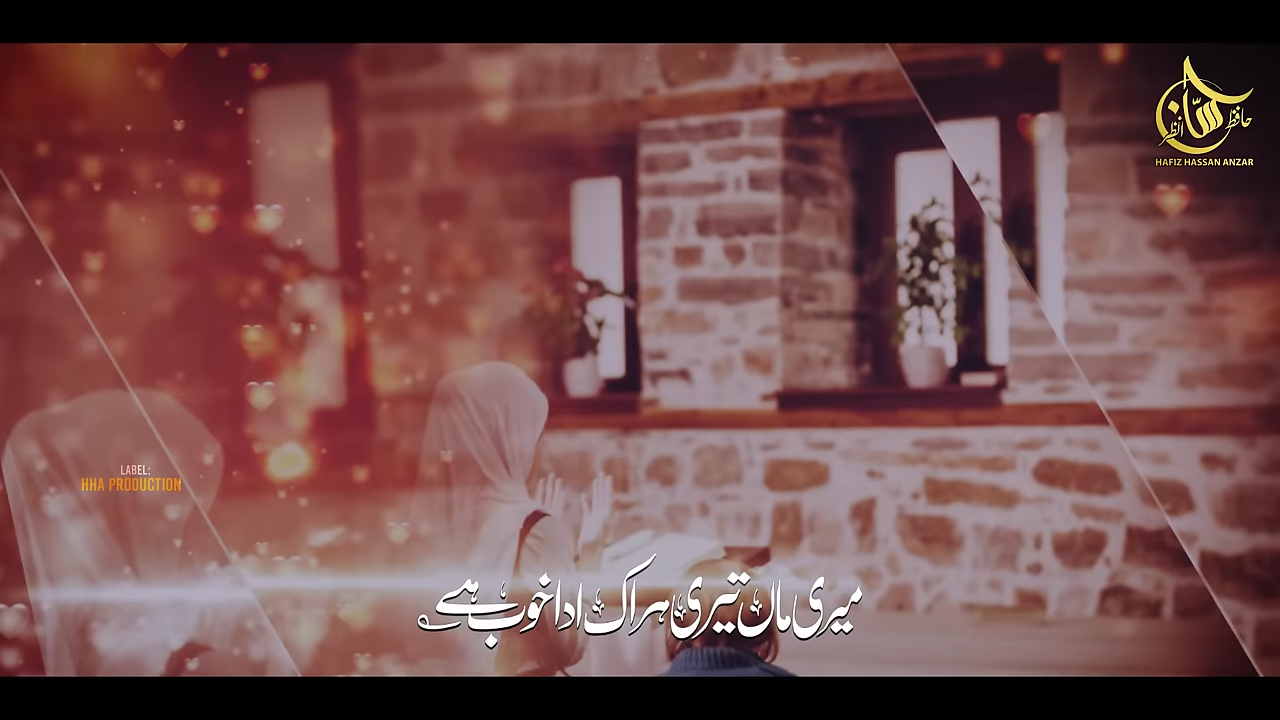 حافظ حسان انظر
HAFIZ HASSAN ANZAR
LABEL:
HHA PRODUCTION
میری ماں تیری ہر اک ادا خوب ہے